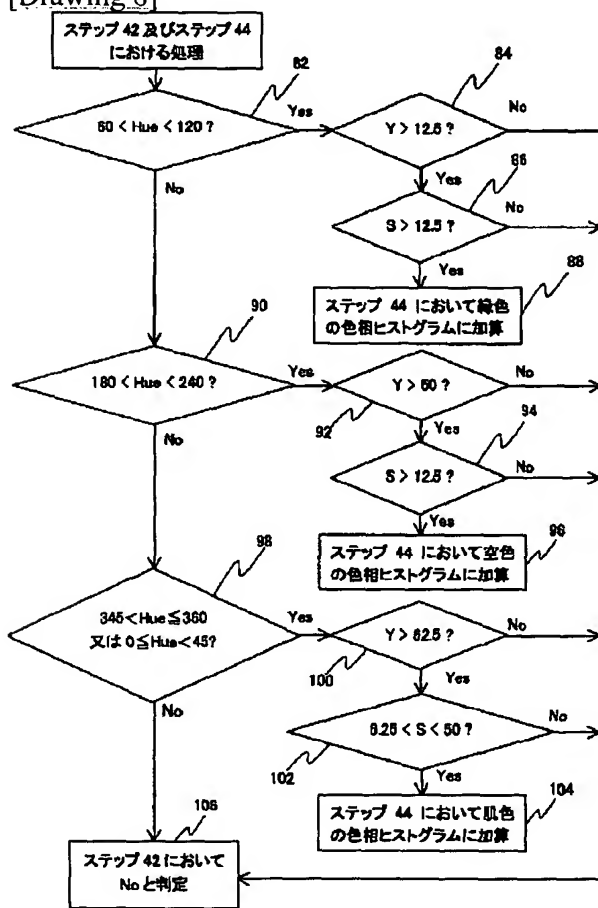 [Drawing 6]
ステップ 42 及びステップ 44
における処理
82
60 < Hue < 120 ?
Yes
No
84
Y > 12.5 ?
No
Yes
86
S > 12.5 ?
No
Yes
88
ステップ 44 において緑色
の色相ヒストグラムに加算
90
180 < Hue < 240 ?
Yes
No
Y > 50 ?
No
92
Yes
94
S > 12.5 ?
No
Yes
96
ステップ 44 において空色
の色相ヒストグラムに加算
98
345<Hue≦360
又は 0≦Hue<45?
Yes
No
Y > 62.5 ?
No
100
Yes
6.25 < S < 50 ?
No
102
Yes
104
ステップ 44 において肌色
の色相ヒストグラムに加算
106
ステップ 42 において
No と判定